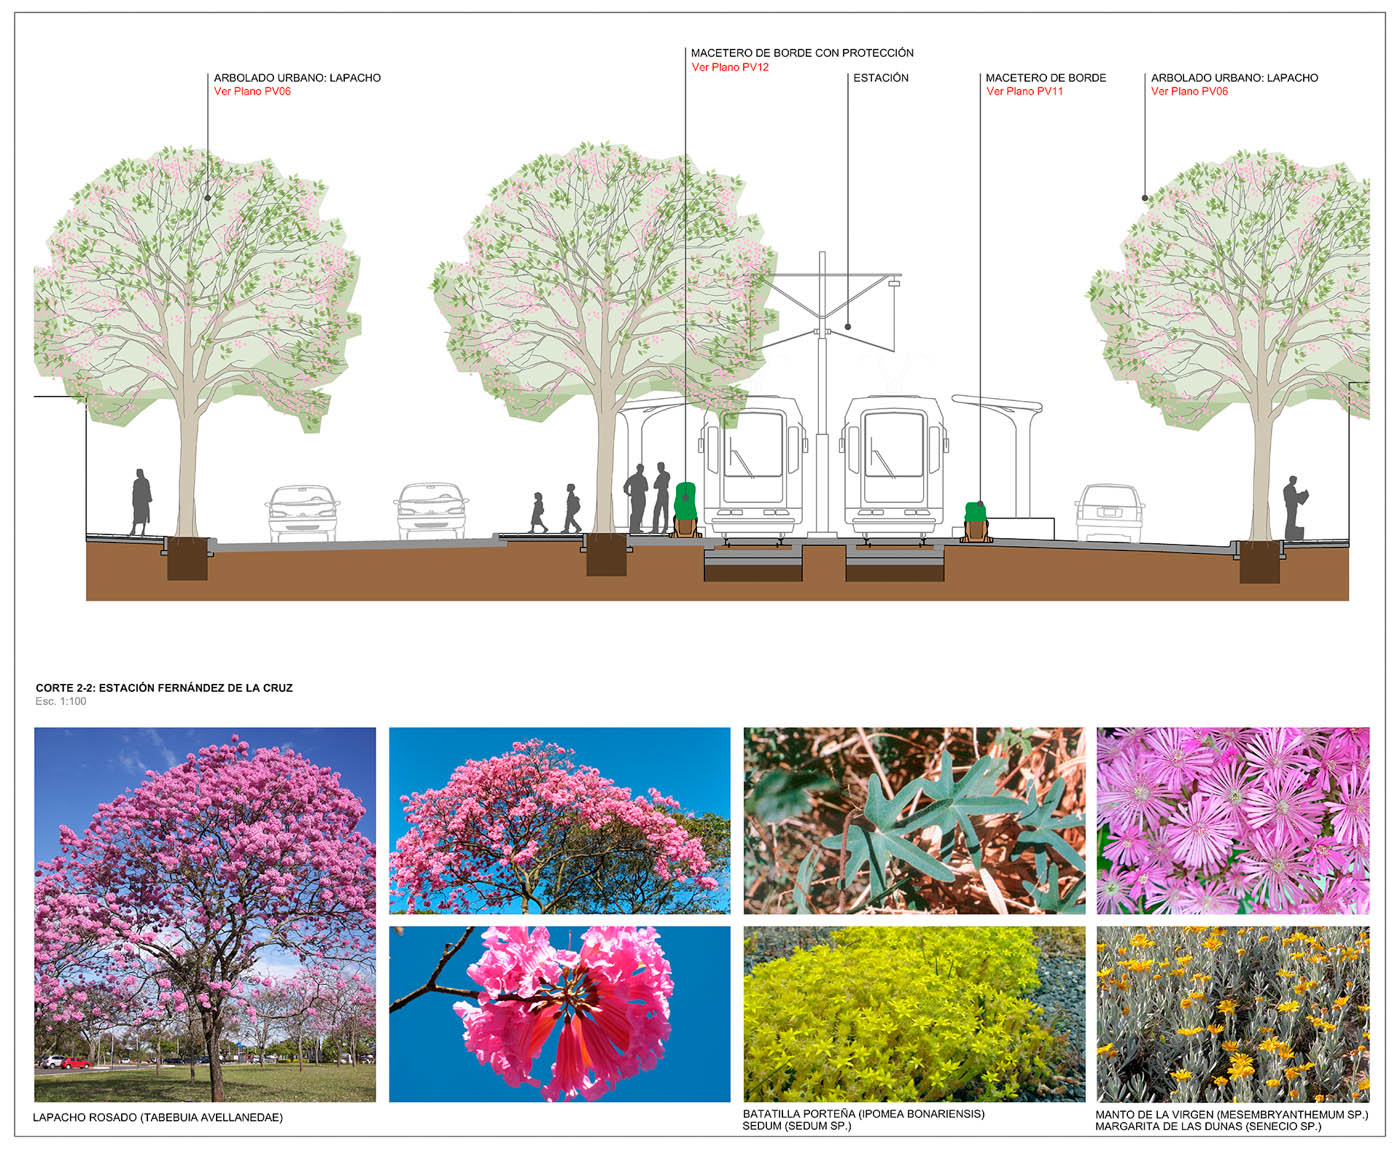 MACETERO DE BORDE CON PROTECCIÓN
Ver Plano PV12
ARBOLADO URBANO: LAPACHO
Ver Plano PV06
ESTACIÓN
MACETERO DE BORDE
Ver Plano PV11
ARBOLADO URBANO: LAPACHO
Ver Plano PV06
CORTE 2-2: ESTACIÓN FERNÁNDEZ DE LA CRUZ
Esc. 1:100
LAPACHO ROSADO (TABEBUIA AVELLANEDAE)
BATATILLA PORTEÑA (IPOMEA BONARIENSIS)
SEDUM (SEDUM SP.)
MANTO DE LA VIRGEN (MESEMBRYANTHEMUM SP.)
MARGARITA DE LAS DUNAS (SENECIO SP.)